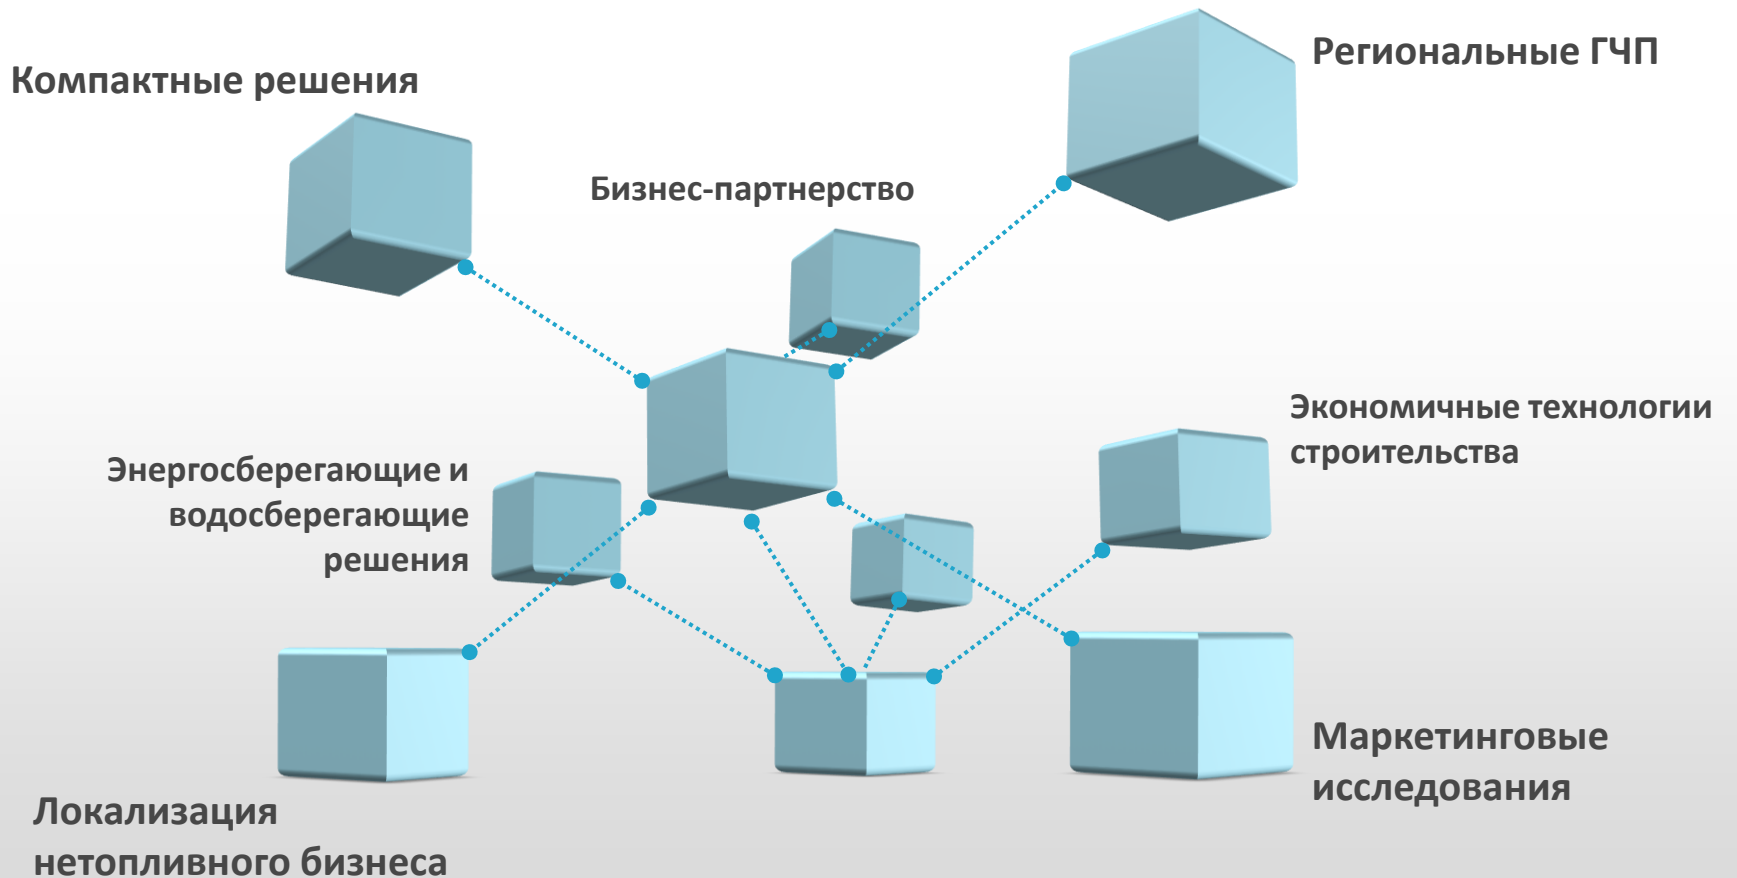 Компактные решения
Региональные ГЧП
Бизнес-партнерство
Экономичные технологии
строительства
Энергосберегающие и
водосберегающие
решения
Маркетинговые
исследования
Локализация
нетопливного бизнеса